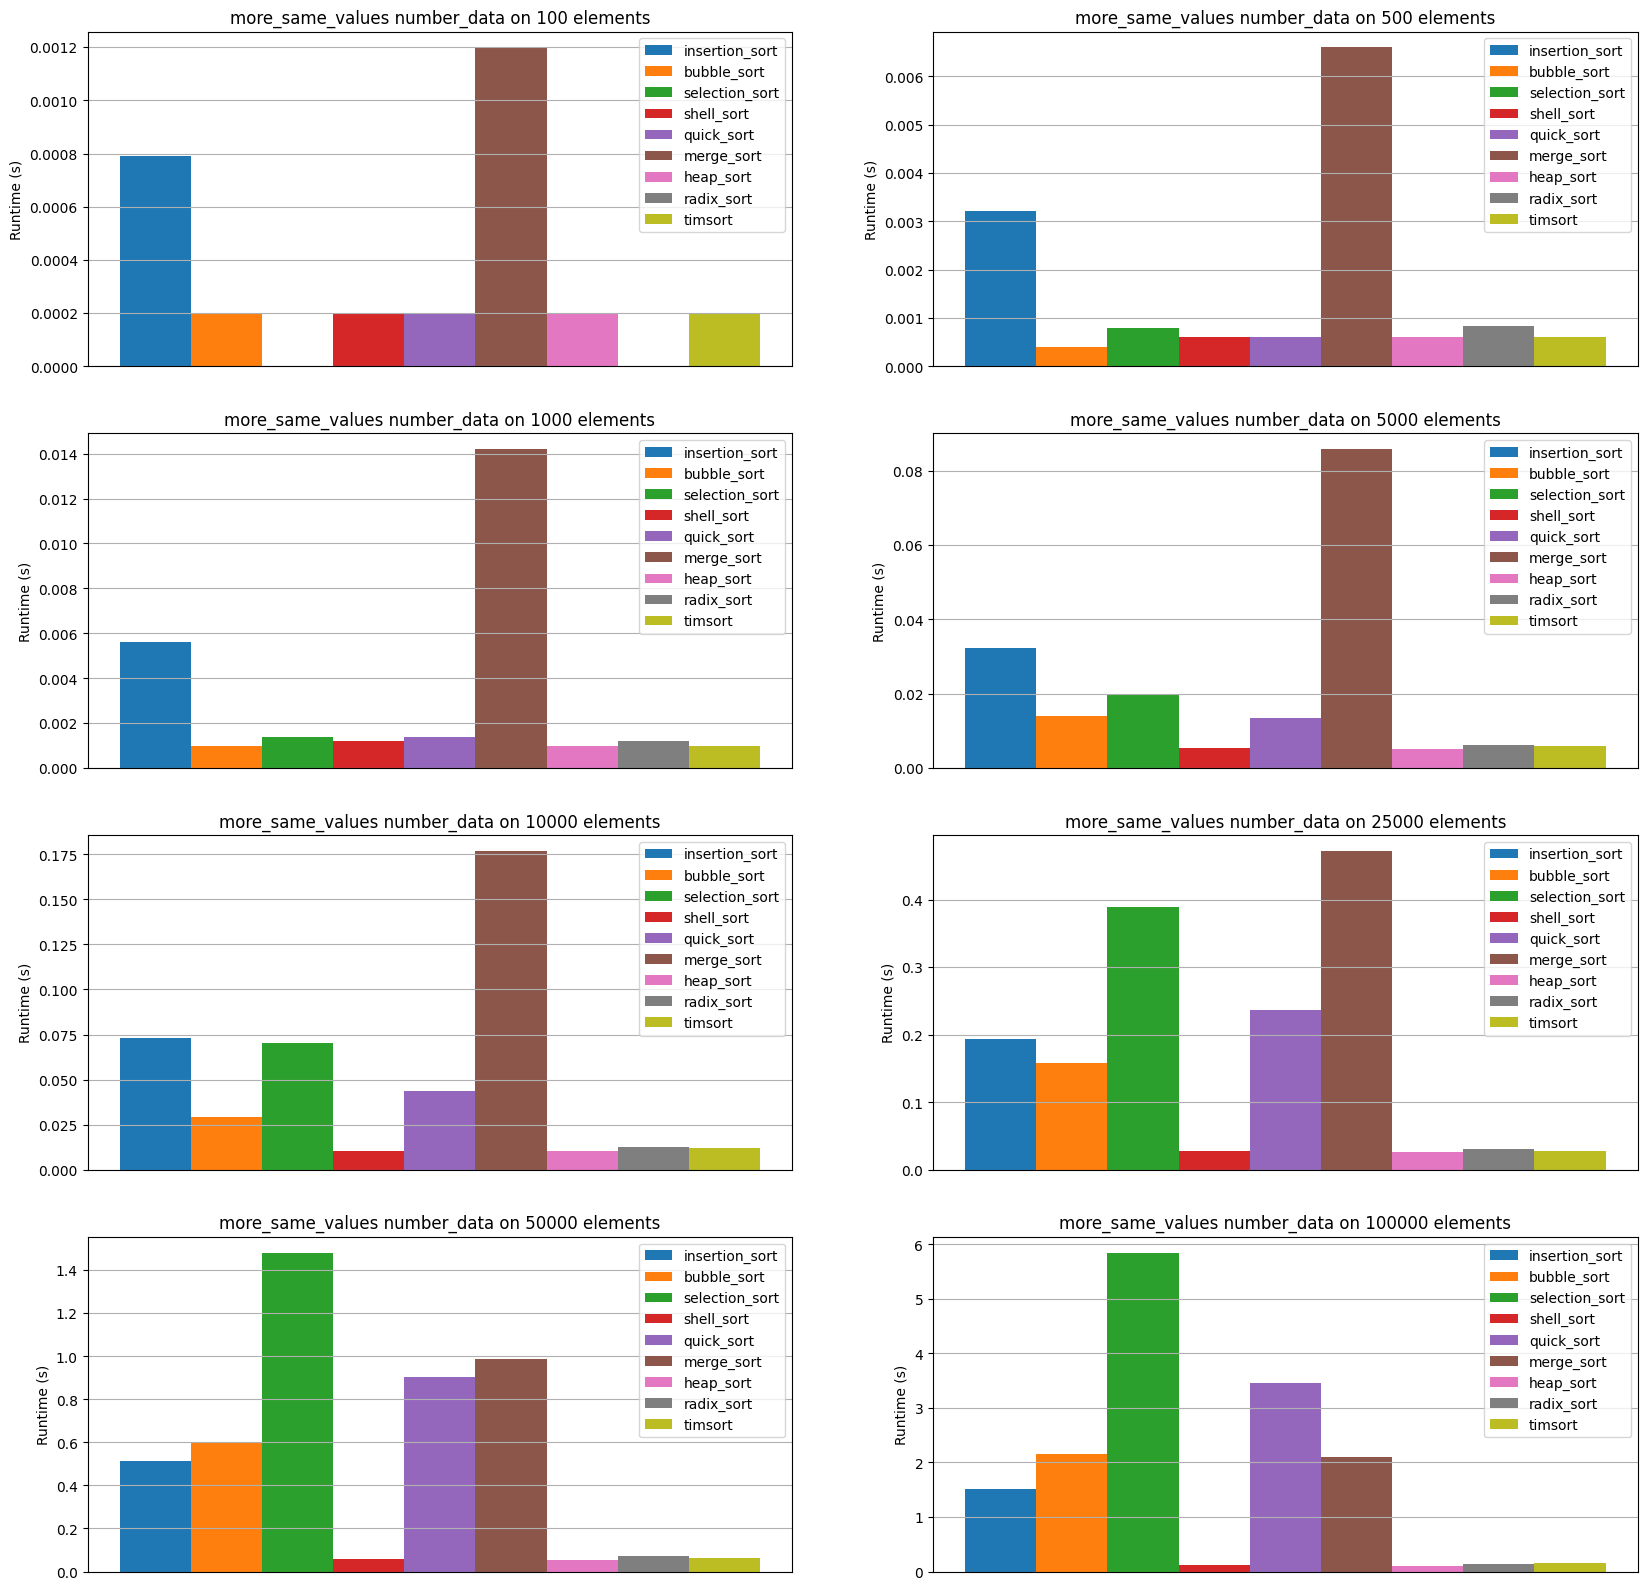 more_same_values number_data on 100 elements
Runtime (s)
0.0012
0.0010
0.0008
0.0006
0.0004
0.0002
0.0000
insertion_sort
bubble_sort
selection_sort
shell_sort
quick_sort
merge_sort
heap_sort
radix_sort
timsort
more_same_values number_data on 500 elements
Runtime (s)
0.006
0.005
0.004
0.003
0.002
0.001
0.000
insertion_sort
bubble_sort
selection_sort
shell_sort
quick_sort
merge_sort
heap_sort
radix_sort
timsort
more_same_values number_data on 1000 elements
Runtime (s)
0.014
0.012
0.010
0.008
0.006
0.004
0.002
0.000
insertion_sort
bubble_sort
selection_sort
shell_sort
quick_sort
merge_sort
heap_sort
radix_sort
timsort
more_same_values number_data on 5000 elements
Runtime (s)
0.08
0.06
0.04
0.02
0.00
insertion_sort
bubble_sort
selection_sort
shell_sort
quick_sort
merge_sort
heap_sort
radix_sort
timsort
more_same_values number_data on 10000 elements
Runtime (s)
0.175
0.150
0.125
0.100
0.075
0.050
0.025
0.000
insertion_sort
bubble_sort
selection_sort
shell_sort
quick_sort
merge_sort
heap_sort
radix_sort
timsort
more_same_values number_data on 25000 elements
Runtime (s)
0.4
0.3
0.2
0.1
0.0
insertion_sort
bubble_sort
selection_sort
shell_sort
quick_sort
merge_sort
heap_sort
radix_sort
timsort
more_same_values number_data on 50000 elements
Runtime (s)
1.4
1.2
1.0
0.8
0.6
0.4
0.2
0.0
insertion_sort
bubble_sort
selection_sort
shell_sort
quick_sort
merge_sort
heap_sort
radix_sort
timsort
more_same_values number_data on 100000 elements
Runtime (s)
6
5
4
3
2
1
0
insertion_sort
bubble_sort
selection_sort
shell_sort
quick_sort
merge_sort
heap_sort
radix_sort
timsort